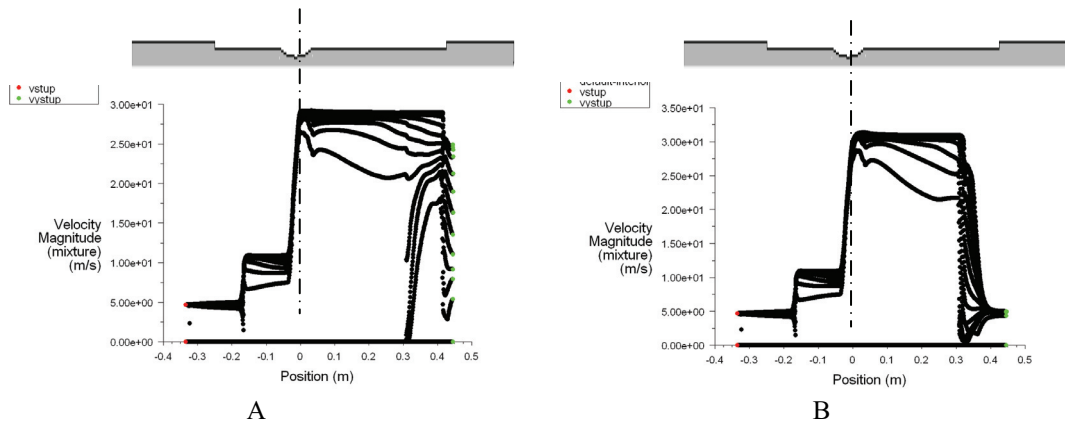 vstup
vystup
3.00e+01
2.50e+01
2.00e+01
1.50e+01
1.00e+01
5.00e+00
0.00e+00
Velocity
Magnitude
(mixture)
(m/s)
-0.4 -0.3 -0.2 -0.1 0 0.1 0.2 0.3 0.4 0.5
Position (m)
A
default-interior
vstup
vystup
3.50e+01
3.00e+01
2.50e+01
2.00e+01
1.50e+01
1.00e+01
5.00e+00
0.00e+00
Velocity
Magnitude
(mixture)
(m/s)
-0.4 -0.3 -0.2 -0.1 0 0.1 0.2 0.3 0.4 0.5
Position (m)
B